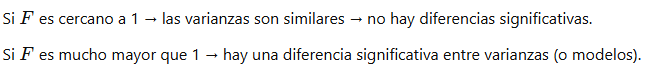 Si F es cercano a 1 → las varianzas son similares → no hay diferencias significativas.
Si F es mucho mayor que 1 → hay una diferencia significativa entre varianzas (o modelos).